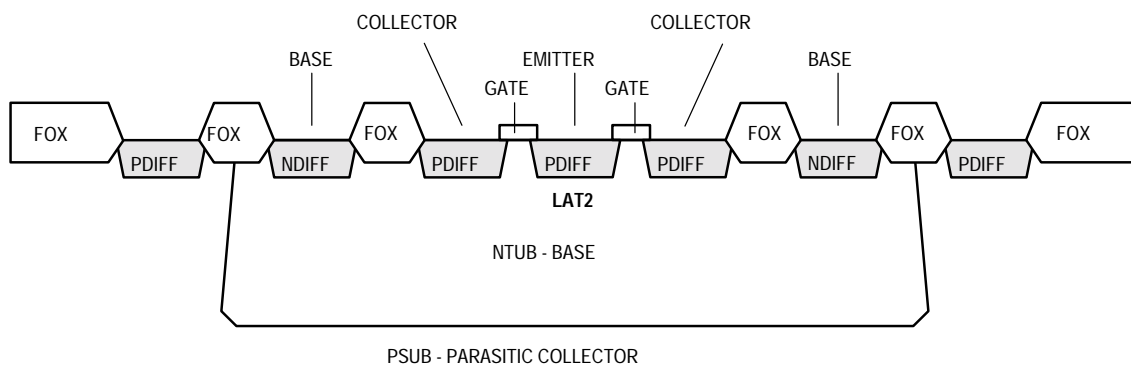 COLLECTOR COLLECTOR
BASE EMITTER BASE
GATE GATE
FOX FOX FOX FOX FOX FOX
PDIFF NDIFF PDIFF PDIFF PDIFF NDIFF PDIFF
LAT2
NTUB - BASE
PSUB - PARASITIC COLLECTOR